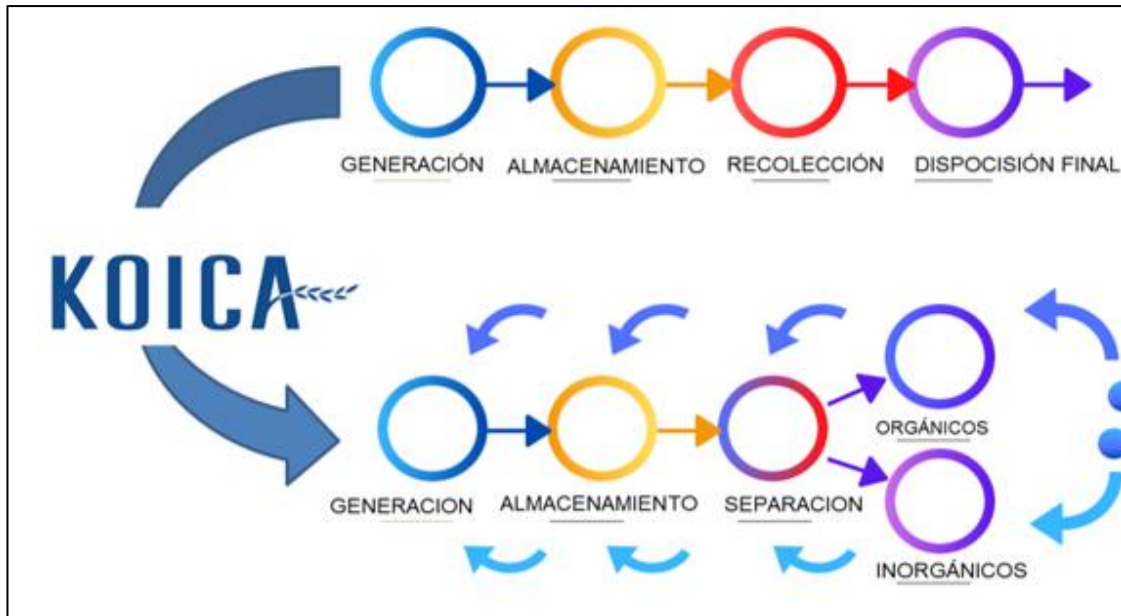 GENERACIÓN ALMACENAMIENTO RECOLECCIÓN DISPOCISIÓN FINAL
KOICA
ORGÁNICOS
GENERACION ALMACENAMIENTO SEPARACION
INORGÁNICOS